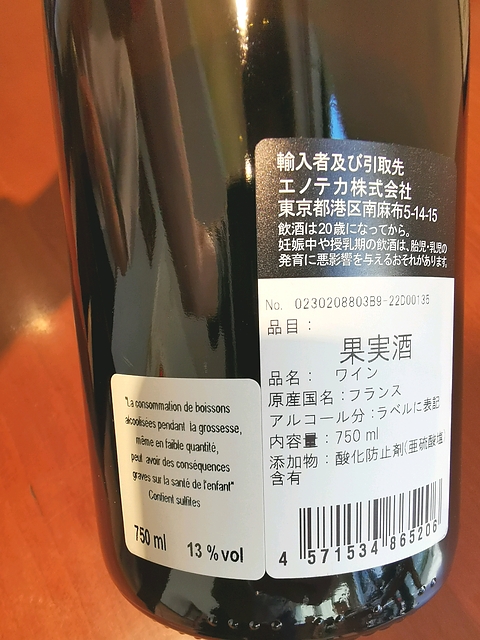 輸入者及び引取先
エノテカ株式会社
東京都港区南麻布5-14-15
飲酒は20歳になってから。
妊娠中や授乳期の飲酒は、胎児・乳児の
発育に悪影響を与えるおそれがあります。
No. 0230208803B9-22D00135
品目：
果実酒
品名： ワイン
原産国名：フランス
アルコール分：ラベルに表記
内容量：750 ml
添加物：酸化防止剤(亜硫酸塩)
含有
4 571534 865206
"La consommation de boissons
alcoolisées pendant la grossesse,
même en faible quantité,
peut avoir des conséquences
graves sur la santé de l'enfant"
Contient sulfites
750 ml 13 % vol